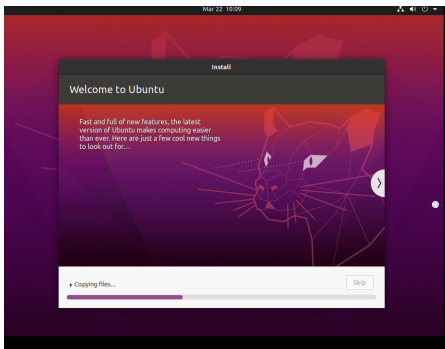 Mar 22 10:09
Install
Welcome to Ubuntu
Fast and full of new features, the latest
version of Ubuntu makes computing easier
than ever. Here are just a few cool new things
to look out for...
Copying files...
Skip